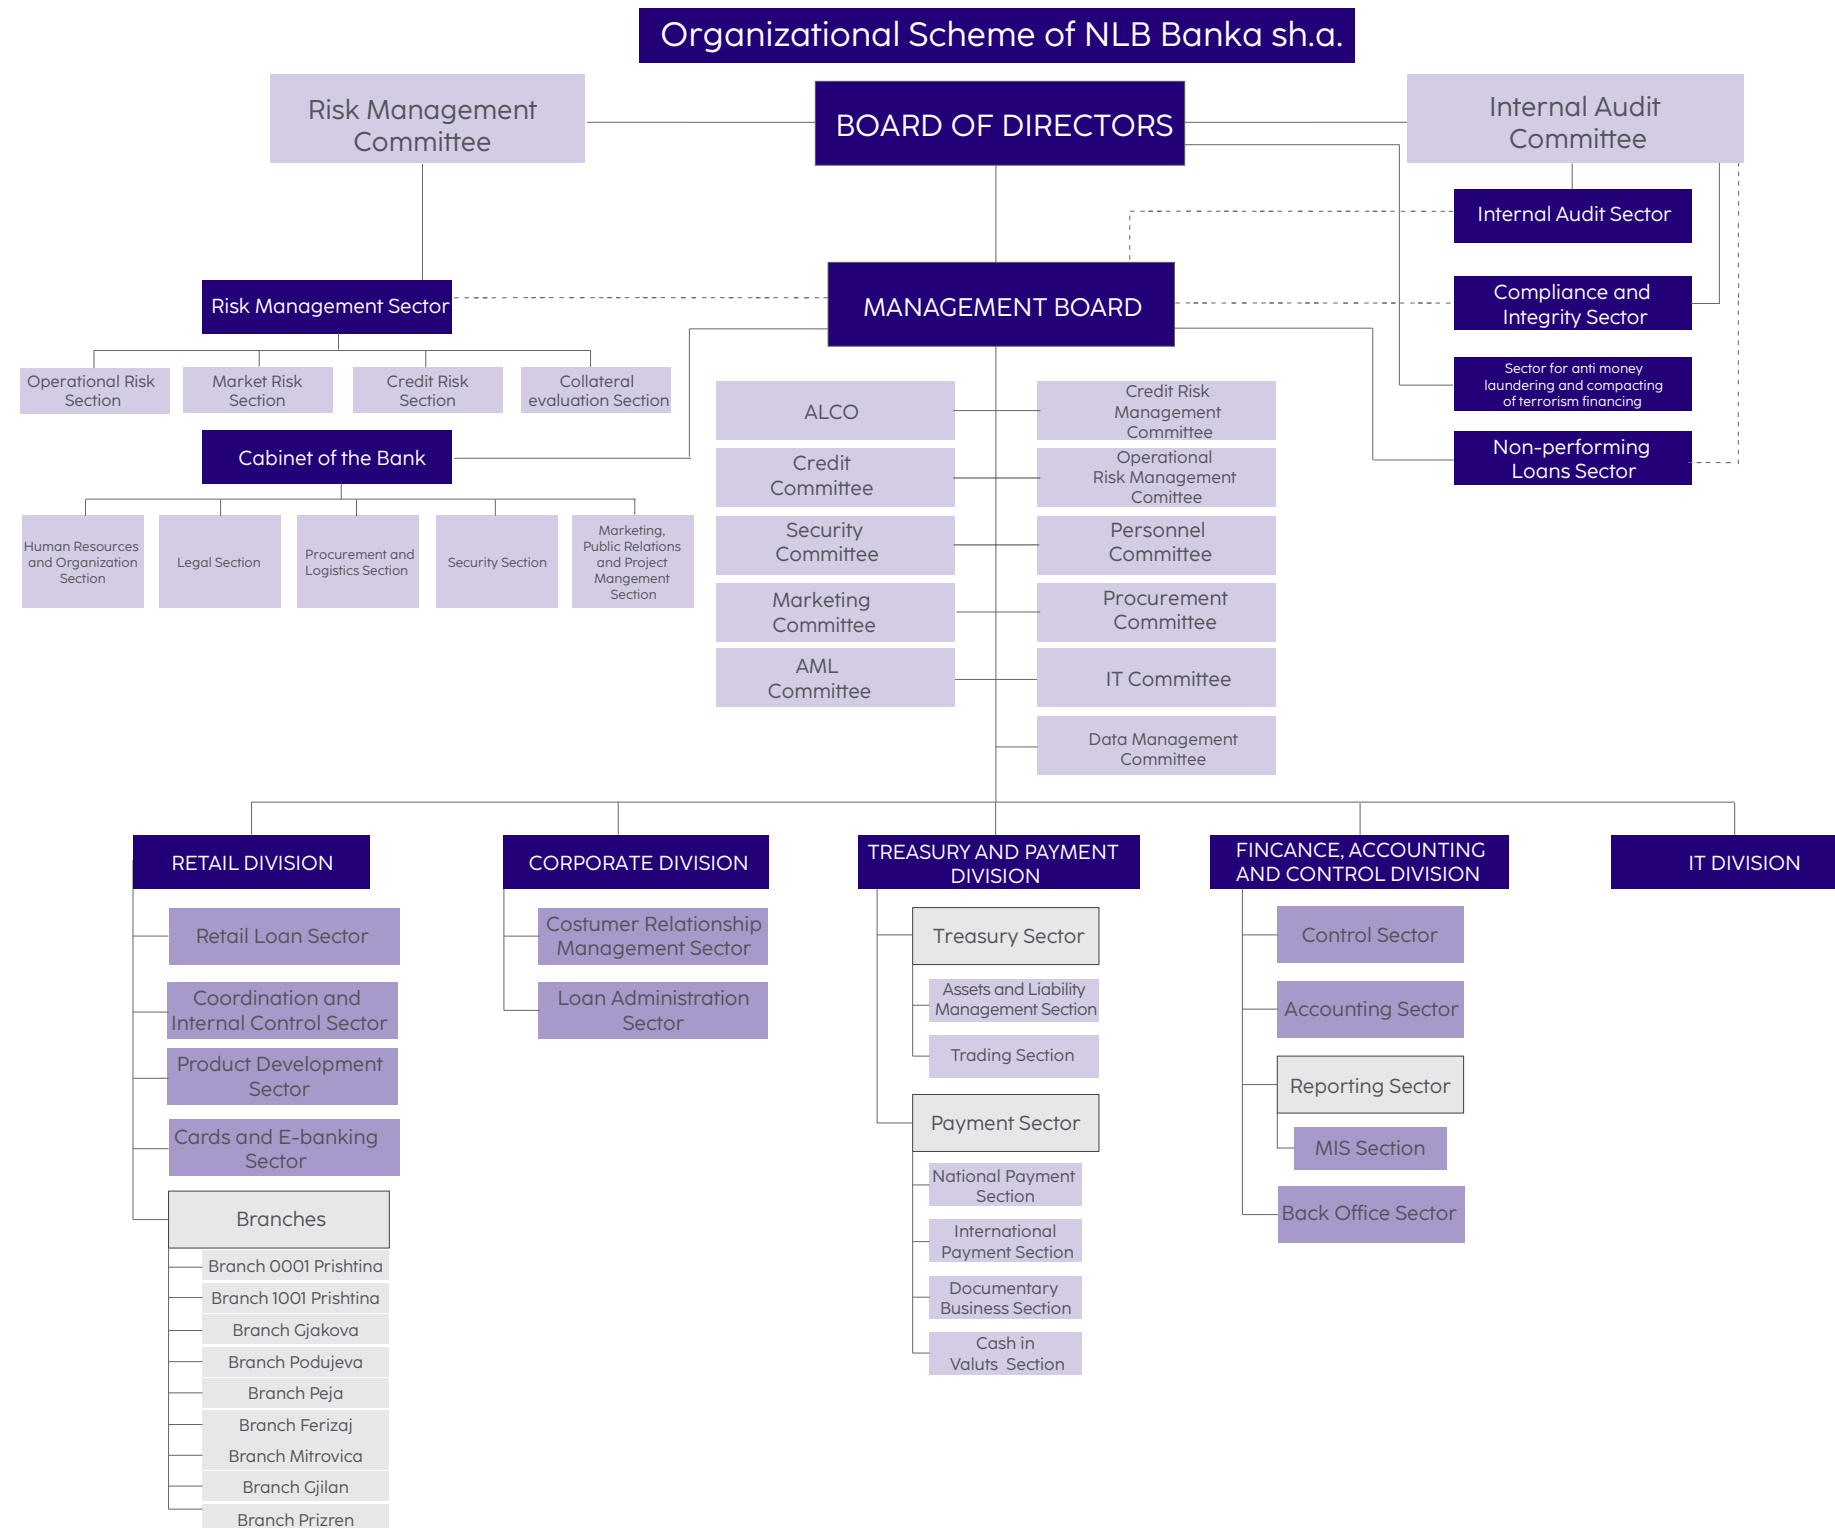 Organizational Scheme of NLB Banka sh.a.
Risk Management
Committee
BOARD OF DIRECTORS
Internal Audit
Committee
Internal Audit Sector
Risk Management Sector
MANAGEMENT BOARD
Compliance and
Integrity Sector
Sector for anti money
laundering and compacting
of terrorism financing
Non-performing
Loans Sector
Operational Risk
Section
Market Risk
Section
Credit Risk
Section
Collateral
evaluation Section
Cabinet of the Bank
Human Resources
and Organization
Section
Legal Section
Procurement and
Logistics Section
Security Section
Marketing,
Public Relations
and Project
Mangement
Section
ALCO
Credit Risk
Management
Committee
Credit
Committee
Operational
Risk Management
Comittee
Security
Committee
Personnel
Committee
Marketing
Committee
Procurement
Committee
AML
Committee
IT Committee
Data Management
Committee
RETAIL DIVISION
Retail Loan Sector
Coordination and
Internal Control Sector
Product Development
Sector
Cards and E-banking
Sector
Branches
Branch 0001 Prishtina
Branch 1001 Prishtina
Branch Gjakova
Branch Podujeva
Branch Peja
Branch Ferizaj
Branch Mitrovica
Branch Gjilan
Branch Prizren
CORPORATE DIVISION
Costumer Relationship
Management Sector
Loan Administration
Sector
TREASURY AND PAYMENT
DIVISION
Treasury Sector
Assets and Liability
Management Section
Trading Section
Payment Sector
National Payment
Section
International
Payment Section
Documentary
Business Section
Cash in
Valuts Section
FINCANCE, ACCOUNTING
AND CONTROL DIVISION
Control Sector
Accounting Sector
Reporting Sector
MIS Section
Back Office Sector
IT DIVISION